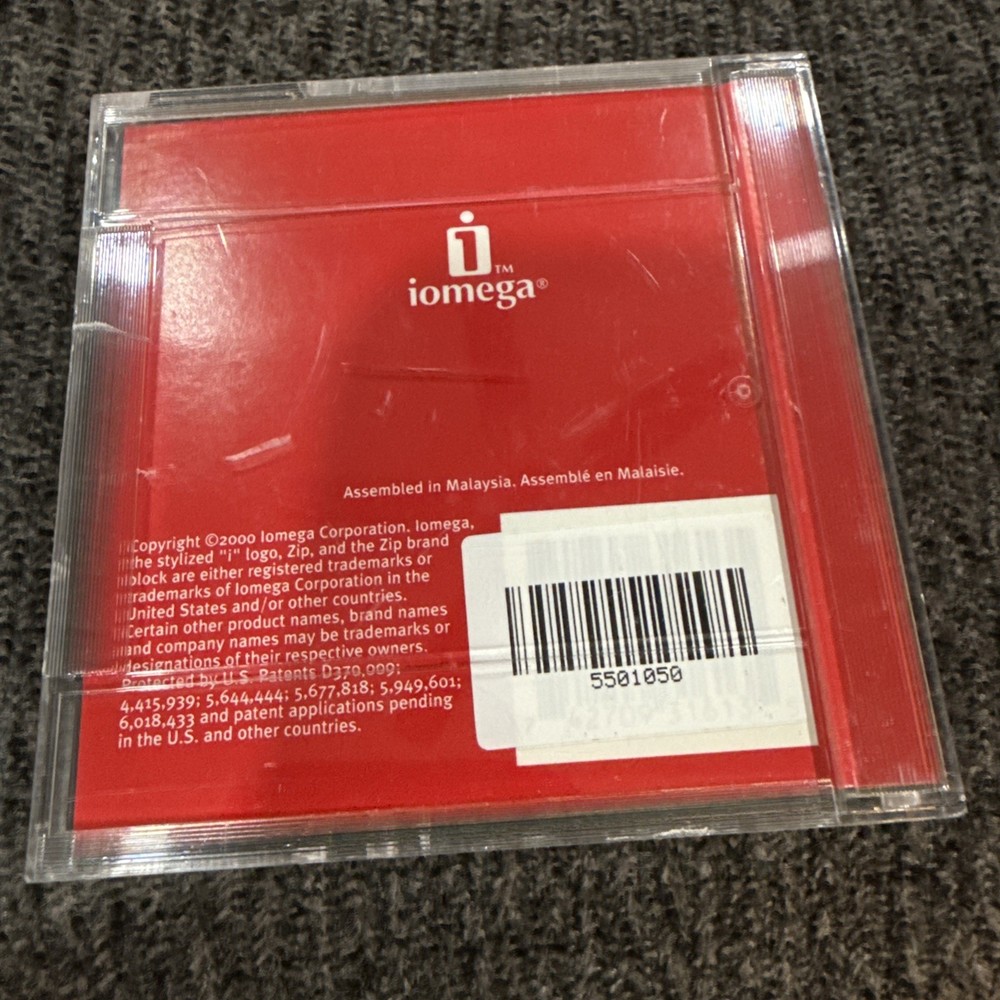 i™
iomega®
Assembled in Malaysia. Assemblé en Malaisie.
Copyright ©2000 Iomega Corporation. Iomega,
the stylized "i" logo, Zip, and the Zip brand
block are either registered trademarks or
trademarks of Iomega Corporation in the
United States and/or other countries.
Certain other product names, brand names
and company names may be trademarks or
designations of their respective owners.
Protected by U.S. Patents D370,099;
4,415,939; 5,644,444; 5,677,818; 5,949,601;
6,018,433 and patent applications pending
in the U.S. and other countries.
5501050